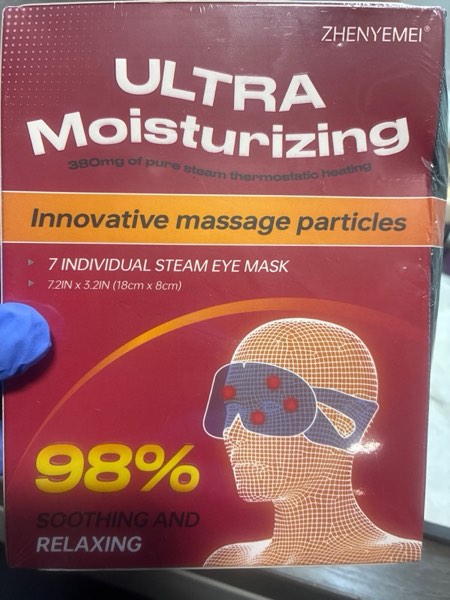 ZHENYEMEI®
ULTRA
Moisturizing
380mg of pure steam thermostatic heating
Innovative massage particles
7 INDIVIDUAL STEAM EYE MASK
7.2IN x 3.2IN (18cm x 8cm)
98%
SOOTHING AND
RELAXING